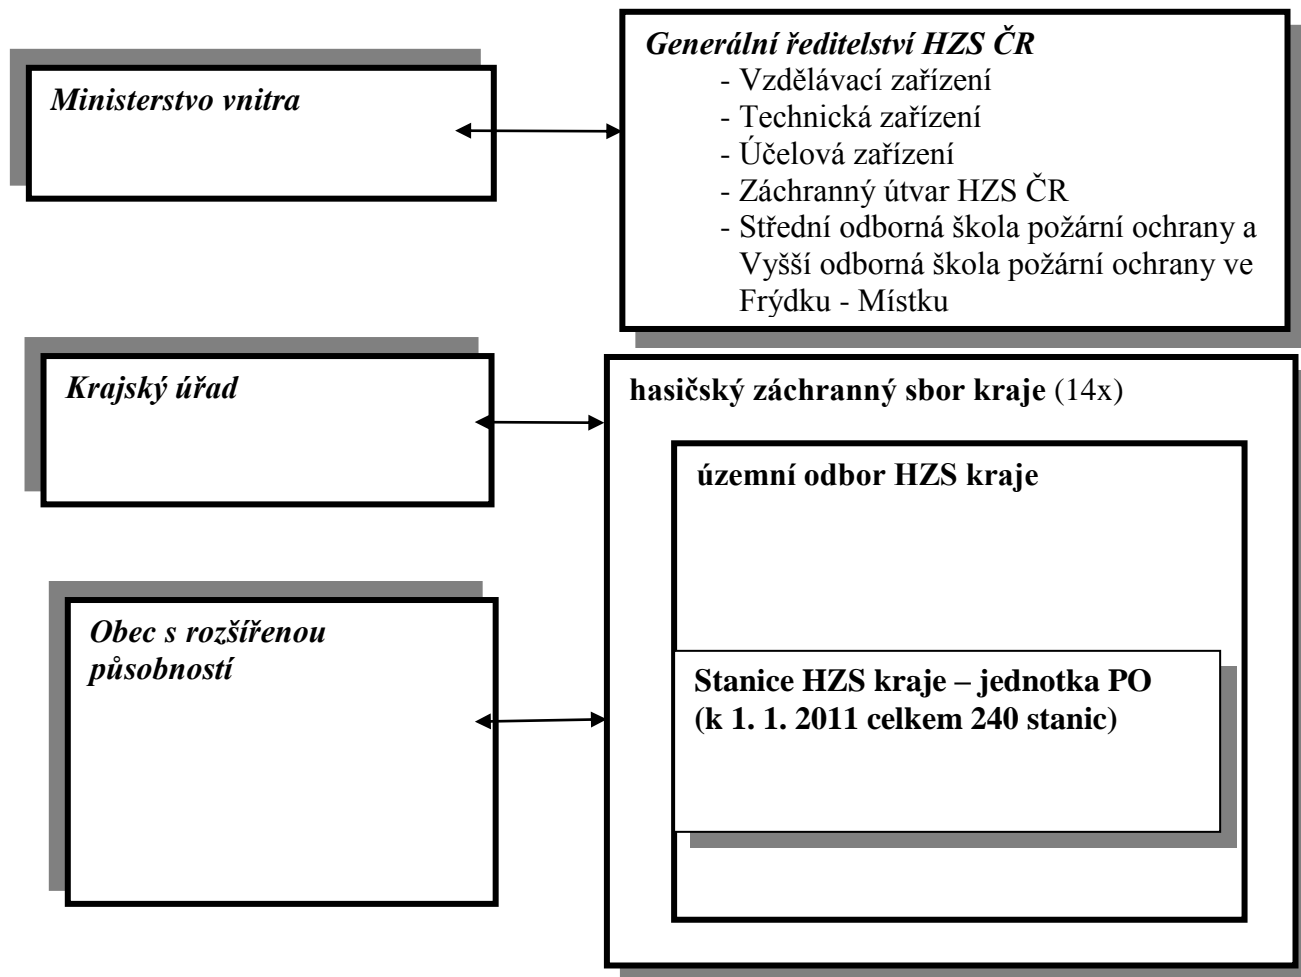 Ministerstvo vnitra
Generální ředitelství HZS ČR
- Vzdělávací zařízení
- Technická zařízení
- Účelová zařízení
- Záchranný útvar HZS ČR
- Střední odborná škola požární ochrany a
Vyšší odborná škola požární ochrany ve
Frýdku - Místku
Krajský úřad
hasičský záchranný sbor kraje (14x)
územní odbor HZS kraje
Obec s rozšířenou
působností
Stanice HZS kraje – jednotka PO
(k 1. 1. 2011 celkem 240 stanic)